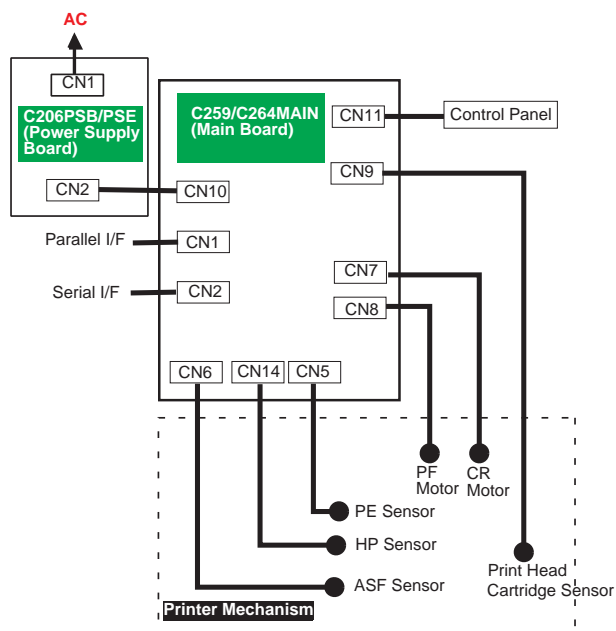 AC
CN1
C206PSB/PSE
(Power Supply
Board)
CN2
C259/C264MAIN
(Main Board)
CN11
Control Panel
CN9
CN10
Parallel I/F
CN1
CN7
Serial I/F
CN2
CN8
CN6
CN14
CN5
PF
Motor
CR
Motor
PE Sensor
HP Sensor
ASF Sensor
Print Head
Cartridge Sensor
Printer Mechanism